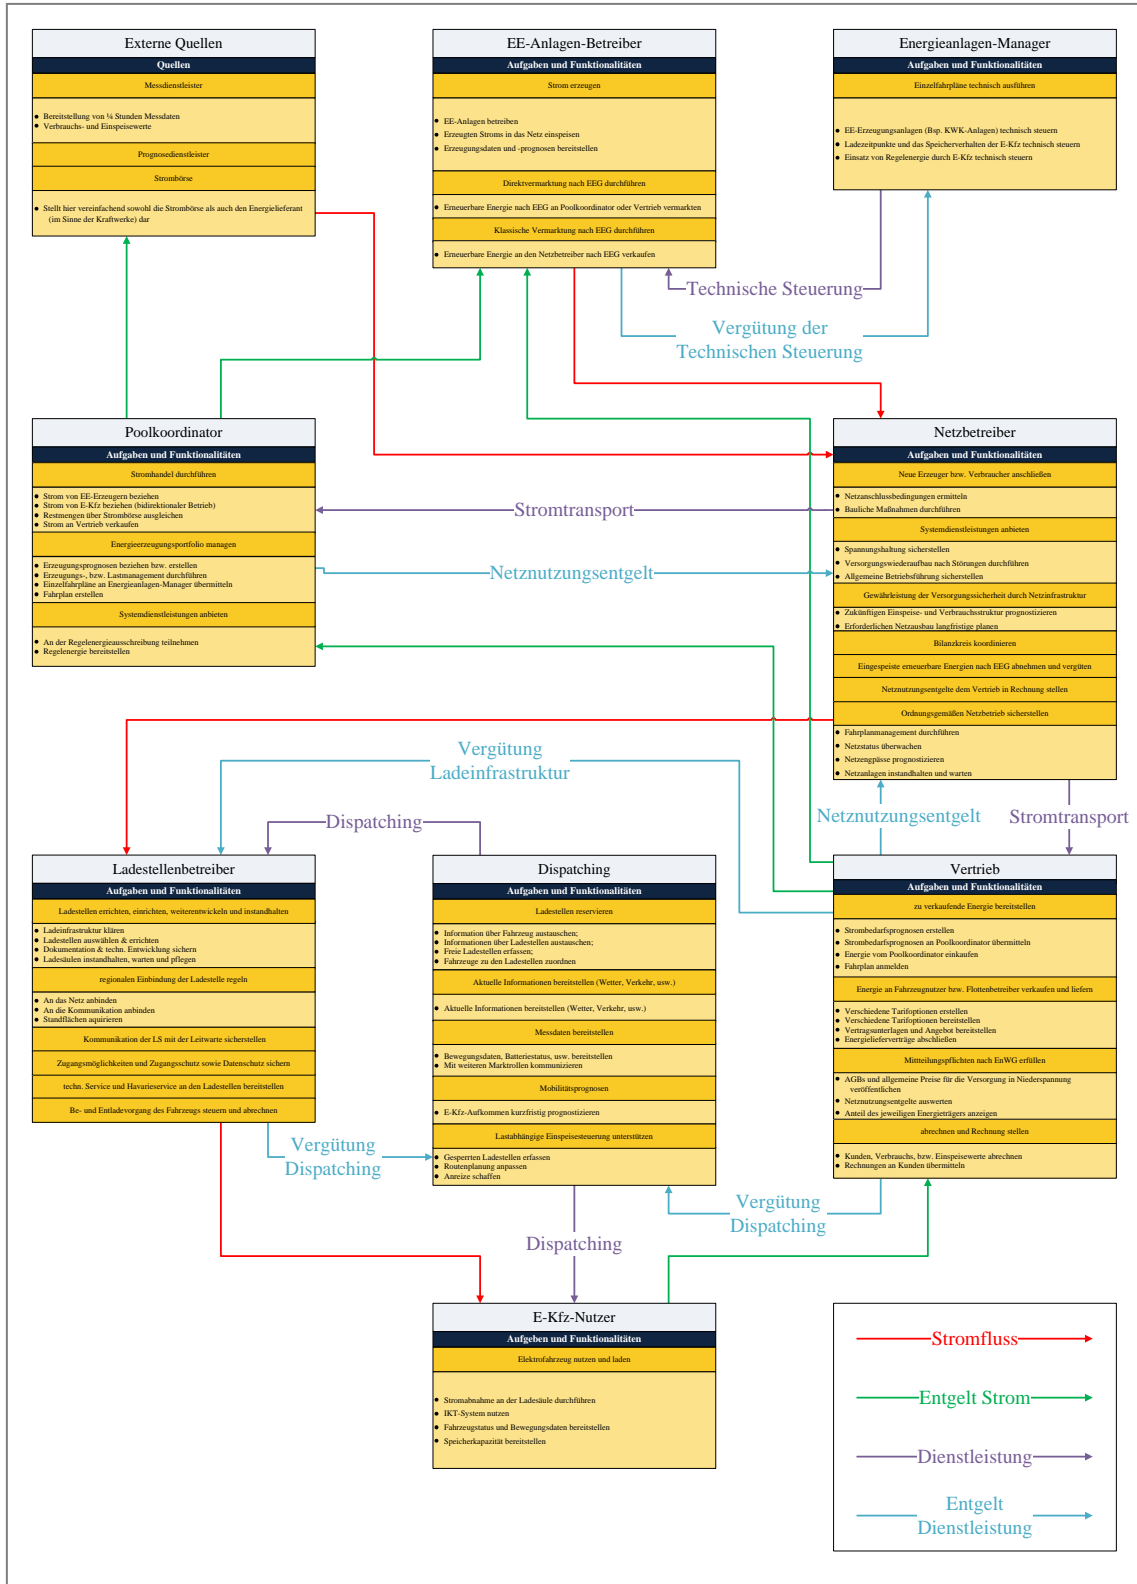 Externe Quellen
Quellen
Messdienstleister
Bereitstellung von ¼ Stunden Messdaten
Verbrauchs- und Einspeisewerte
Prognosedienstleister
Strombörse
Stellt hier vereinfachend sowohl die Strombörse als auch den Energielieferant
(im Sinne der Kraftwerke) dar
EE-Anlagen-Betreiber
Aufgaben und Funktionalitäten
Strom erzeugen
EE-Anlagen betreiben
Erzeugten Stroms in das Netz einspeisen
Erzeugungsdaten und -prognosen bereitstellen
Direktvermarktung nach EEG durchführen
Erneuerbare Energie nach EEG an Poolkoordinator oder Vertrieb vermarkten
Klassische Vermarktung nach EEG durchführen
Erneuerbare Energie an den Netzbetreiber nach EEG verkaufen
Energieanlagen-Manager
Aufgaben und Funktionalitäten
Einzelfahrpläne technisch ausführen
EE-Erzeugungsanlagen (Bsp. KWK-Anlagen) technisch steuern
Ladezeitpunkte und das Speicherverhalten der E-Kfz technisch steuern
Einsatz von Regelenergie durch E-Kfz technisch steuern
Technische Steuerung
Vergütung der
Technischen Steuerung
Poolkoordinator
Aufgaben und Funktionalitäten
Stromhandel durchführen
Strom von EE-Erzeugern beziehen
Strom von E-Kfz beziehen (bidirektionaler Betrieb)
Restmengen über Strombörse ausgleichen
Strom an Vertrieb verkaufen
Energieerzeugungsportfolio managen
Erzeugungsprognosen beziehen bzw. erstellen
Erzeugungs-, bzw. Lastmanagement durchführen
Einzelfahrpläne an Energieanlagen-Manager übermitteln
Fahrplan erstellen
Systemdienstleistungen anbieten
An der Regelenergieausschreibung teilnehmen
Regelenergie bereitstellen
Stromtransport
Netznutzungsentgelt
Netzbetreiber
Aufgaben und Funktionalitäten
Neue Erzeuger bzw. Verbraucher anschließen
Netzanschlussbedingungen ermitteln
Bauliche Maßnahmen durchführen
Systemdienstleistungen anbieten
Spannungshaltung sicherstellen
Versorgungswiederaufbau nach Störungen durchführen
Allgemeine Betriebsführung sicherstellen
Gewährleistung der Versorgungssicherheit durch Netzinfrastruktur
Zukünftigen Einspeise- und Verbrauchsstruktur prognostizieren
Erforderlichen Netzausbau langfristige planen
Bilanzkreis koordinieren
Eingespeiste erneuerbare Energien nach EEG abnehmen und vergüten
Netznutzungsentgelte dem Vertrieb in Rechnung stellen
Ordnungsgemäßen Netzbetrieb sicherstellen
Fahrplanmanagement durchführen
Netzstatus überwachen
Netzengpässe prognostizieren
Netzanlagen instandhalten und warten
Vergütung
Ladeinfrastruktur
Dispatching
Netznutzungsentgelt
Stromtransport
Ladestellenbetreiber
Aufgaben und Funktionalitäten
Ladestellen errichten, einrichten, weiterentwickeln und instandhalten
Ladeinfrastruktur klären
Ladestellen auswählen & errichten
Dokumentation & techn. Entwicklung sichern
Ladesäulen instandhalten, warten und pflegen
regionalen Einbindung der Ladestelle regeln
An das Netz anbinden
An die Kommunikation anbinden
Standflächen aquirieren
Kommunikation der LS mit der Leitwarte sicherstellen
Zugangsmöglichkeiten und Zugangsschutz sowie Datenschutz sichern
techn. Service und Havarieservice an den Ladestellen bereitstellen
Be- und Entladevorgang des Fahrzeugs steuern und abrechnen
Dispatching
Aufgaben und Funktionalitäten
Ladestellen reservieren
Information über Fahrzeug austauschen;
Informationen über Ladestellen austauschen;
Freie Ladestellen erfassen;
Fahrzeuge zu den Ladestellen zuordnen
Aktuelle Informationen bereitstellen (Wetter, Verkehr, usw.)
Aktuelle Informationen bereitstellen (Wetter, Verkehr, usw.)
Messdaten bereitstellen
Bewegungsdaten, Batteriestatus, usw. bereitstellen
Mit weiteren Marktrollen kommunizieren
Mobilitätsprognosen
E-Kfz-Aufkommen kurzfristig prognostizieren
Lastabhängige Einspeisesteuerung unterstützen
Gesperrten Ladestellen erfassen
Routenplanung anpassen
Anreize schaffen
Vertrieb
Aufgaben und Funktionalitäten
zu verkaufende Energie bereitstellen
Strombedarfsprognosen erstellen
Strombedarfsprognosen an Poolkoordinator übermitteln
Energie vom Poolkoordinator einkaufen
Fahrplan anmelden
Energie an Fahrzeugnutzer bzw. Flottenbetreiber verkaufen und liefern
Verschiedene Tarifoptionen erstellen
Verschiedene Tarifoptionen bereitstellen
Vertragsunterlagen und Angebot bereitstellen
Energielieferverträge abschließen
Mittteilungspflichten nach EnWG erfüllen
AGBs und allgemeine Preise für die Versorgung in Niederspannung
veröffentlichen
Netznutzungsentgelte auswerten
Anteil des jeweiligen Energieträgers anzeigen
abrechnen und Rechnung stellen
Kunden, Verbrauchs, bzw. Einspeisewerte abrechnen
Rechnungen an Kunden übermitteln
Vergütung
Dispatching
Vergütung
Dispatching
Dispatching
E-Kfz-Nutzer
Aufgeben und Funktionalitäten
Elektrofahrzeug nutzen und laden
Stromabnahme an der Ladesäule durchführen
IKT-System nutzen
Fahrzeugstatus und Bewegungsdaten bereitstellen
Speicherkapazität bereitstellen
Stromfluss
Entgelt Strom
Dienstleistung
Entgelt
Dienstleistung